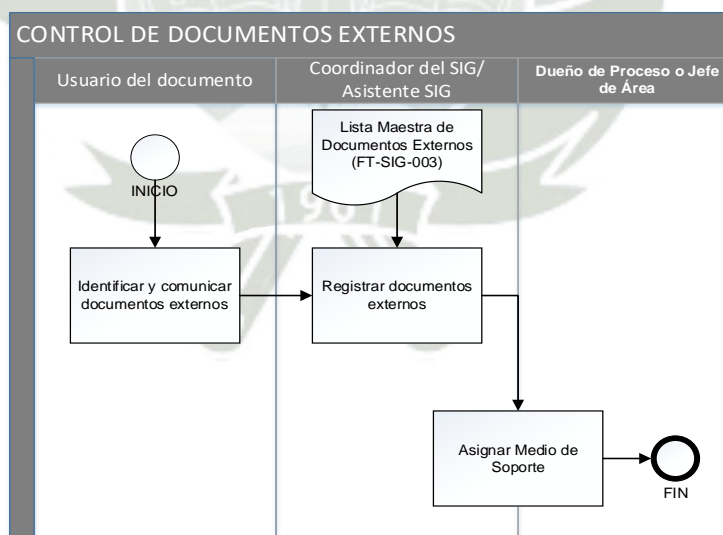 CONTROL DE DOCUMENTOS EXTERNOS
Usuario del documento
Coordinador del SIG/
Asistente SIG
Dueño de Proceso o Jefe
de Área
INICIO
Lista Maestra de
Documentos Externos
(FT-SIG-003)
1961
Identificar y comunicar
documentos externos
Registrar documentos
externos
Asignar Medio de
Soporte
FIN